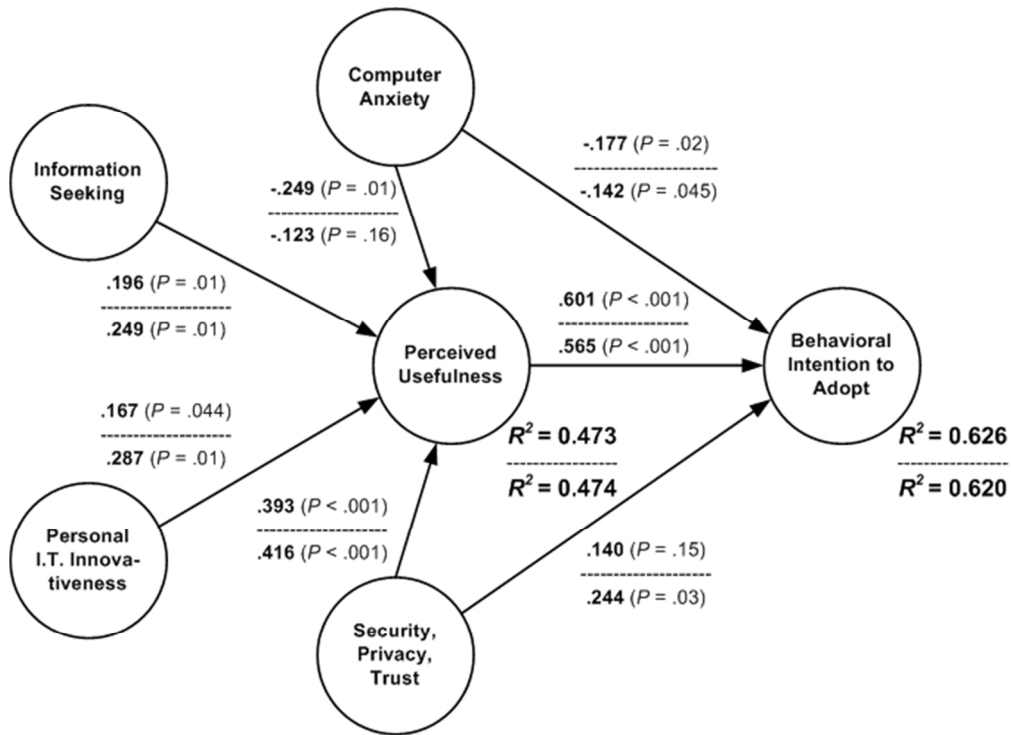 Computer
Anxiety
Information
Seeking
-.177 (P = .02)
-.142 (P = .045)
-.249 (P = .01)
-.123 (P = .16)
.196 (P = .01)
.249 (P = .01)
.601 (P < .001)
.565 (P < .001)
Perceived
Usefulness
Behavioral
Intention to
Adopt
.167 (P = .044)
.287 (P = .01)
R² = 0.473
R² = 0.474
R² = 0.626
R² = 0.620
Personal
I.T. Innova-
tiveness
.393 (P < .001)
.416 (P < .001)
.140 (P = .15)
.244 (P = .03)
Security,
Privacy,
Trust